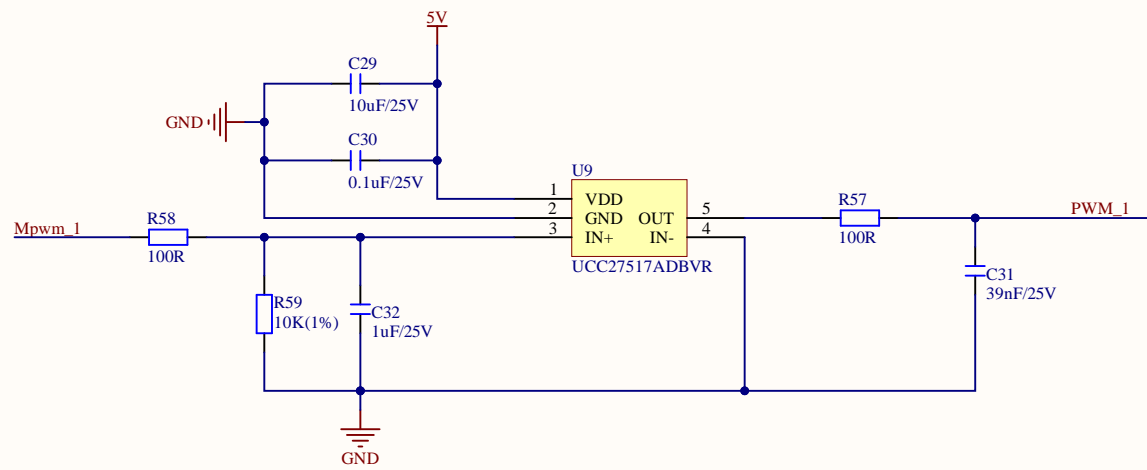 5V
C29
10uF/25V
GND
C30
0.1uF/25V
U9
1 VDD
2 GND OUT 5
3 IN+ IN- 4
UCC27517ADBVR
R57
100R
PWM_1
Mpwm_1
R58
100R
C31
39nF/25V
R59
10K(1%)
C32
1uF/25V
GND